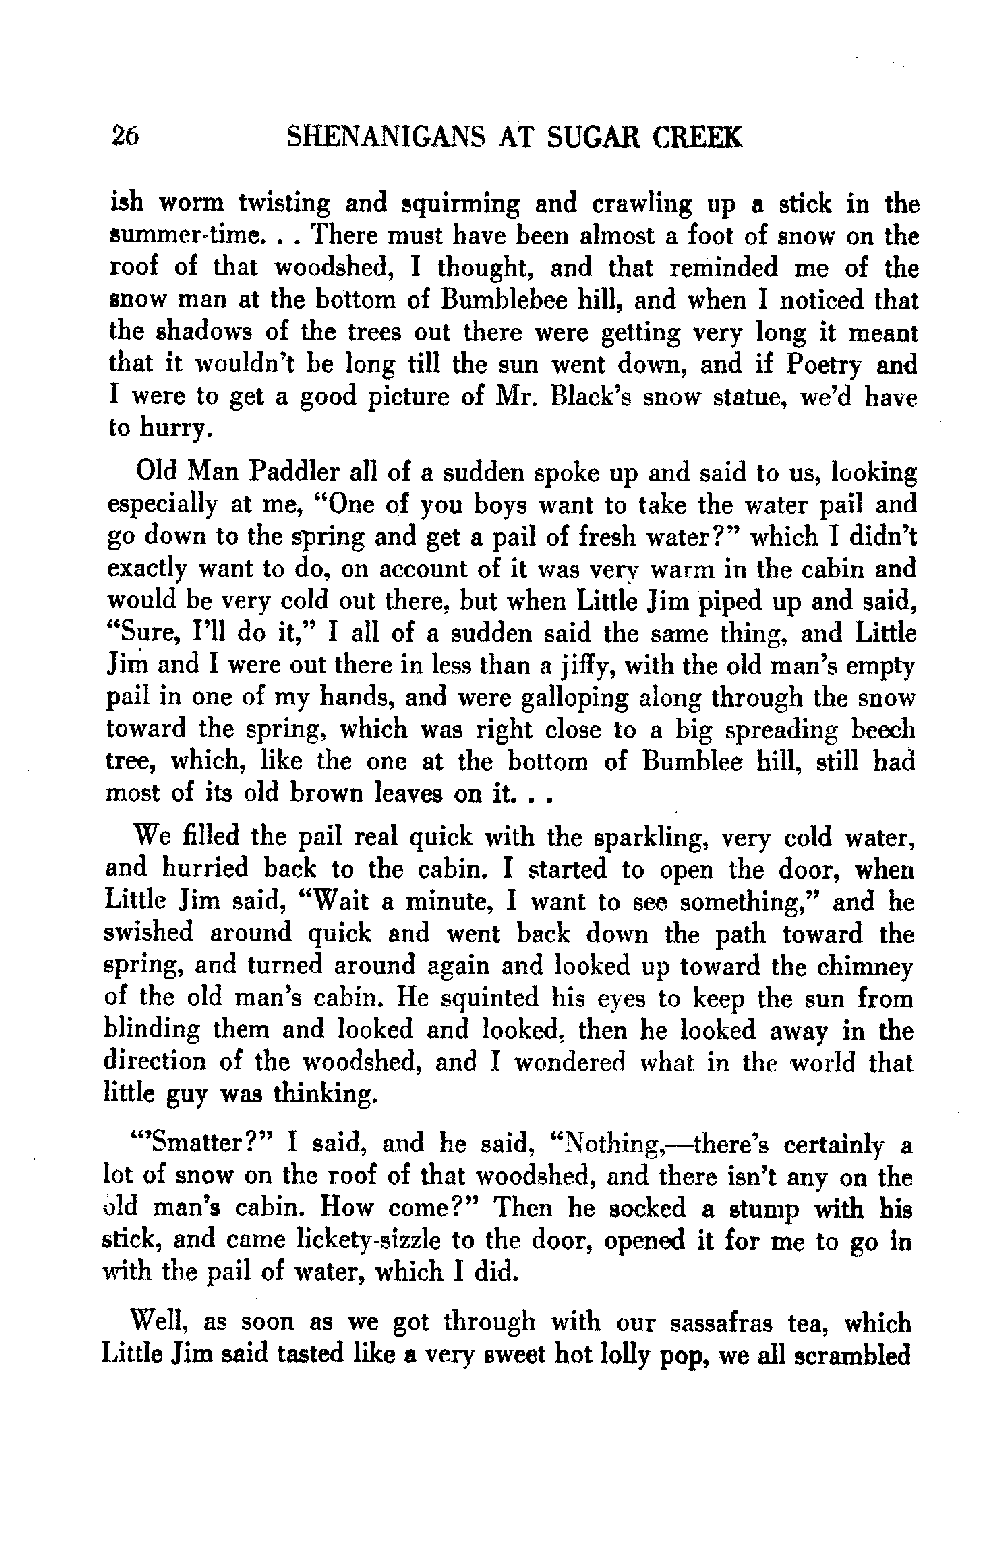 26 SHENANIGANS AT SUGAR CREEK
ish worm twisting and squirming and crawling up a stick in the
summer-time. . . There must have been almost a foot of snow on the
roof of that woodshed, I thought, and that reminded me of the
snow man at the bottom of Bumblebee hill, and when I noticed that
the shadows of the trees out there were getting very long it meant
that it wouldn't be long till the sun went down, and if Poetry and
I were to get a good picture of Mr. Black's snow statue, we'd have
to hurry.
Old Man Paddler all of a sudden spoke up and said to us, looking
especially at me, “One of you boys want to take the water pail and
go down to the spring and get a pail of fresh water?” which I didn't
exactly want to do, on account of it was very warm in the cabin and
would be very cold out there, but when Little Jim piped up and said,
“Sure, I'll do it,” I all of a sudden said the same thing, and Little
Jim and I were out there in less than a jiffy, with the old man's empty
pail in one of my hands, and were galloping along through the snow
toward the spring, which was right close to a big spreading beech
tree, which, like the one at the bottom of Bumblee hill, still had
most of its old brown leaves on it. . .
We filled the pail real quick with the sparkling, very cold water,
and hurried back to the cabin. I started to open the door, when
Little Jim said, “Wait a minute, I want to see something,” and he
swished around quick and went back down the path toward the
spring, and turned around again and looked up toward the chimney
of the old man's cabin. He squinted his eyes to keep the sun from
blinding them and looked and looked, then he looked away in the
direction of the woodshed, and I wondered what in the world that
little guy was thinking.
“'Smatter?” I said, and he said, “Nothing,—there's certainly a
lot of snow on the roof of that woodshed, and there isn't any on the
old man's cabin. How come?” Then he socked a stump with his
stick, and came lickety-sizzle to the door, opened it for me to go in
with the pail of water, which I did.
Well, as soon as we got through with our sassafras tea, which
Little Jim said tasted like a very sweet hot lolly pop, we all scrambled